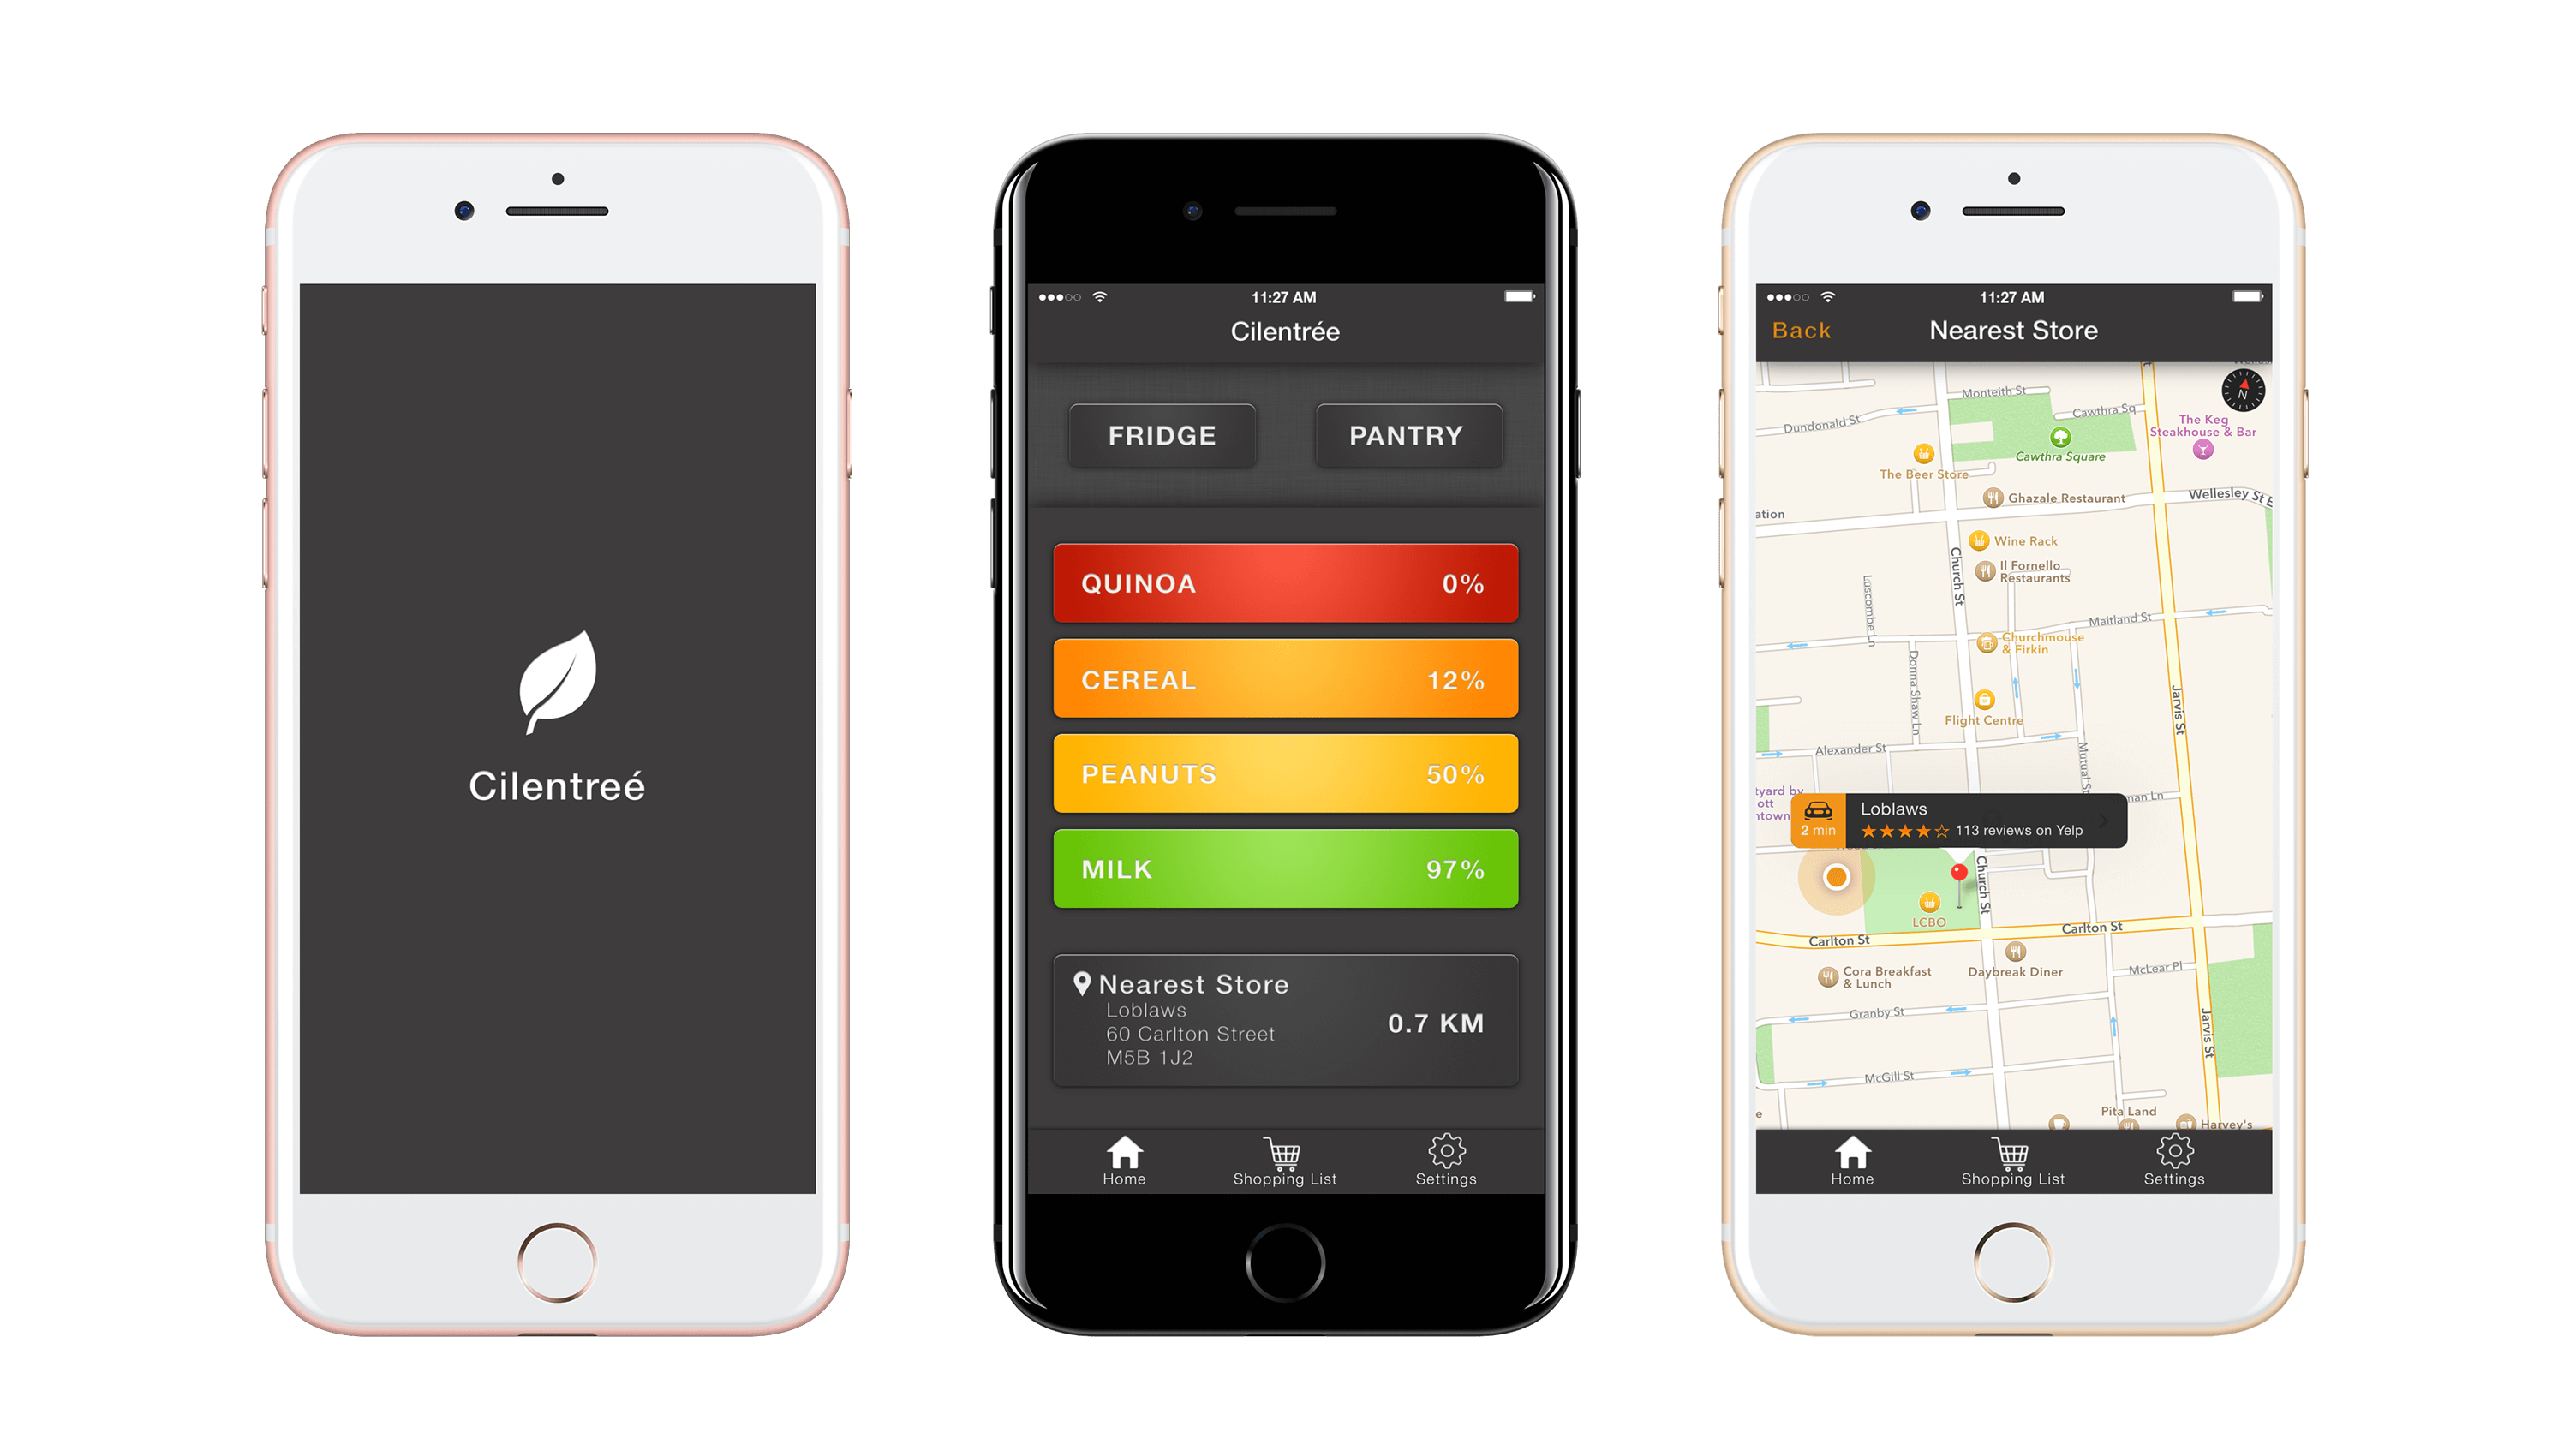 Cilentreé
11:27 AM
Cilentrée
FRIDGE
PANTRY
QUINOA 0%
CEREAL 12%
PEANUTS 50%
MILK 97%
Nearest Store
Loblaws
60 Carlton Street
M5B 1J2
0.7 KM
Home
Shopping List
Settings
11:27 AM
Back
Nearest Store
Monteith St
N
Cawthra Sq
Dundonald St
The Keg
Steakhouse & Bar
Cawthra Square
The Beer Store
Ghazale Restaurant
Wellesley St E
ation
Wine Rack
Church St
Il Fornello
Restaurants
Luscombe Ln
Maitland St
Churchmouse
& Firkin
Donna Shaw Ln
Jarvis St
Flight Centre
Alexander St
Mutual St
tyard by
ott
ntown
man Ln
2 min
Loblaws
113 reviews on Yelp
Church St
LCBO
Carlton St
Carlton St
Cora Breakfast
& Lunch
Daybreak Diner
McLear Pl
Granby St
Jarvis St
McGill St
e
Pita Land
Harvey's
Home
Shopping List
Settings